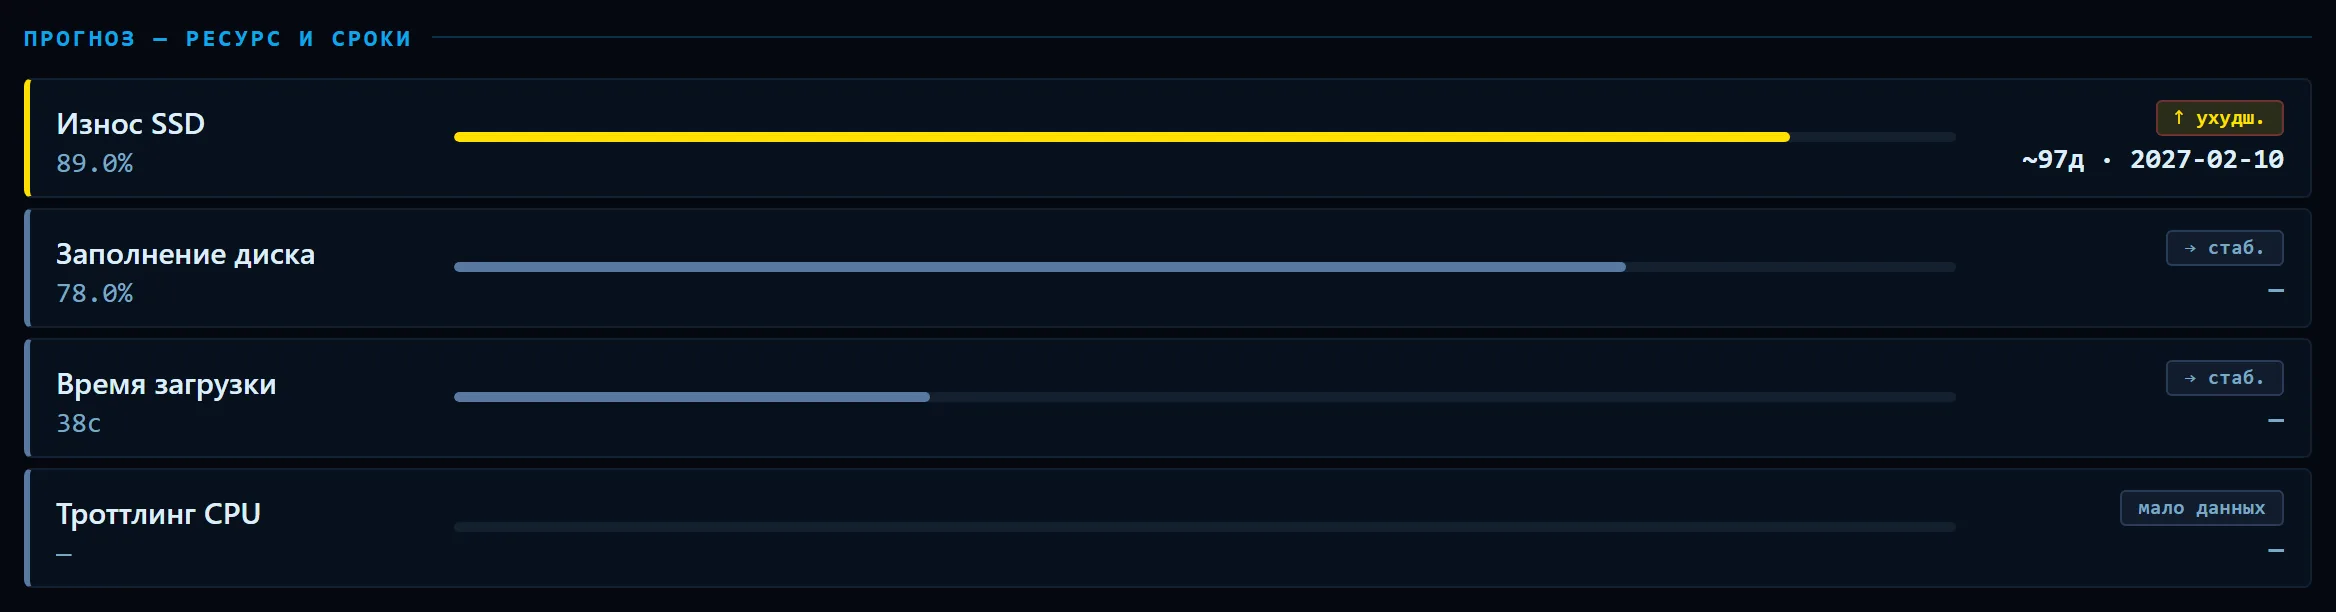 ПРОГНОЗ — РЕСУРС И СРОКИ
Износ SSD
89.0%
↑ ухудш.
~97д · 2027-02-10
Заполнение диска
78.0%
→ стаб.
—
Время загрузки
38с
→ стаб.
—
Троттлинг CPU
—
мало данных
—